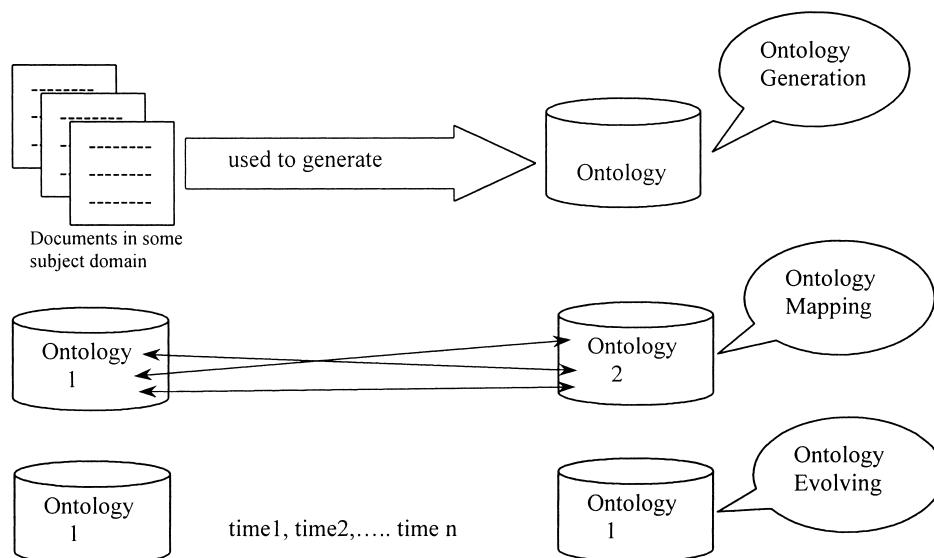 Ontology
Generation
used to generate
Ontology
Documents in some
subject domain
Ontology
Mapping
Ontology
1
Ontology
2
Ontology
Evolving
Ontology
1
time1, time2,..... time n
Ontology
1